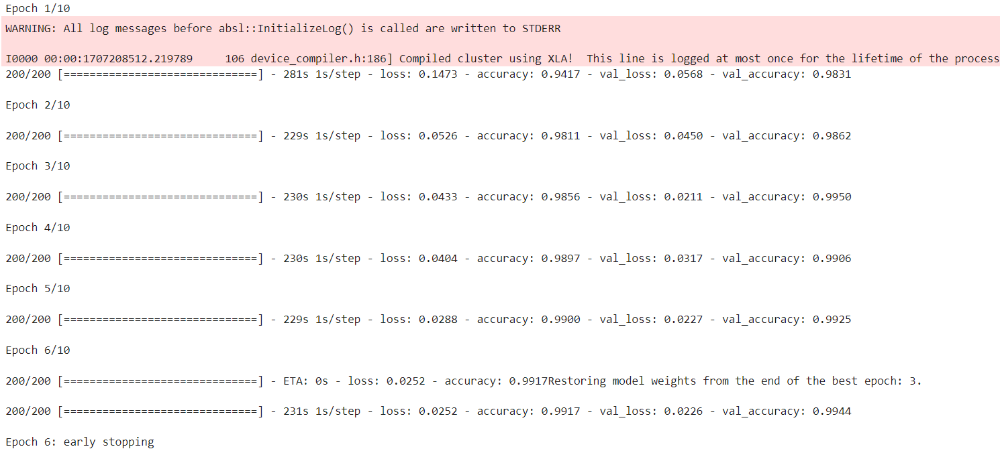 Epoch 1/10
WARNING: All log messages before absl::InitializeLog() is called are written to STDERR
I0000 00:00:1707208512.219789     106 device_compiler.h:186] Compiled cluster using XLA!  This line is logged at most once for the lifetime of the process
200/200 [==============================] - 281s 1s/step - loss: 0.1473 - accuracy: 0.9417 - val_loss: 0.0568 - val_accuracy: 0.9831
Epoch 2/10
200/200 [==============================] - 229s 1s/step - loss: 0.0526 - accuracy: 0.9811 - val_loss: 0.0450 - val_accuracy: 0.9862
Epoch 3/10
200/200 [==============================] - 230s 1s/step - loss: 0.0433 - accuracy: 0.9856 - val_loss: 0.0211 - val_accuracy: 0.9950
Epoch 4/10
200/200 [==============================] - 230s 1s/step - loss: 0.0404 - accuracy: 0.9897 - val_loss: 0.0317 - val_accuracy: 0.9906
Epoch 5/10
200/200 [==============================] - 229s 1s/step - loss: 0.0288 - accuracy: 0.9900 - val_loss: 0.0227 - val_accuracy: 0.9925
Epoch 6/10
200/200 [==============================] - ETA: 0s - loss: 0.0252 - accuracy: 0.9917Restoring model weights from the end of the best epoch: 3.
200/200 [==============================] - 231s 1s/step - loss: 0.0252 - accuracy: 0.9917 - val_loss: 0.0226 - val_accuracy: 0.9944
Epoch 6: early stopping